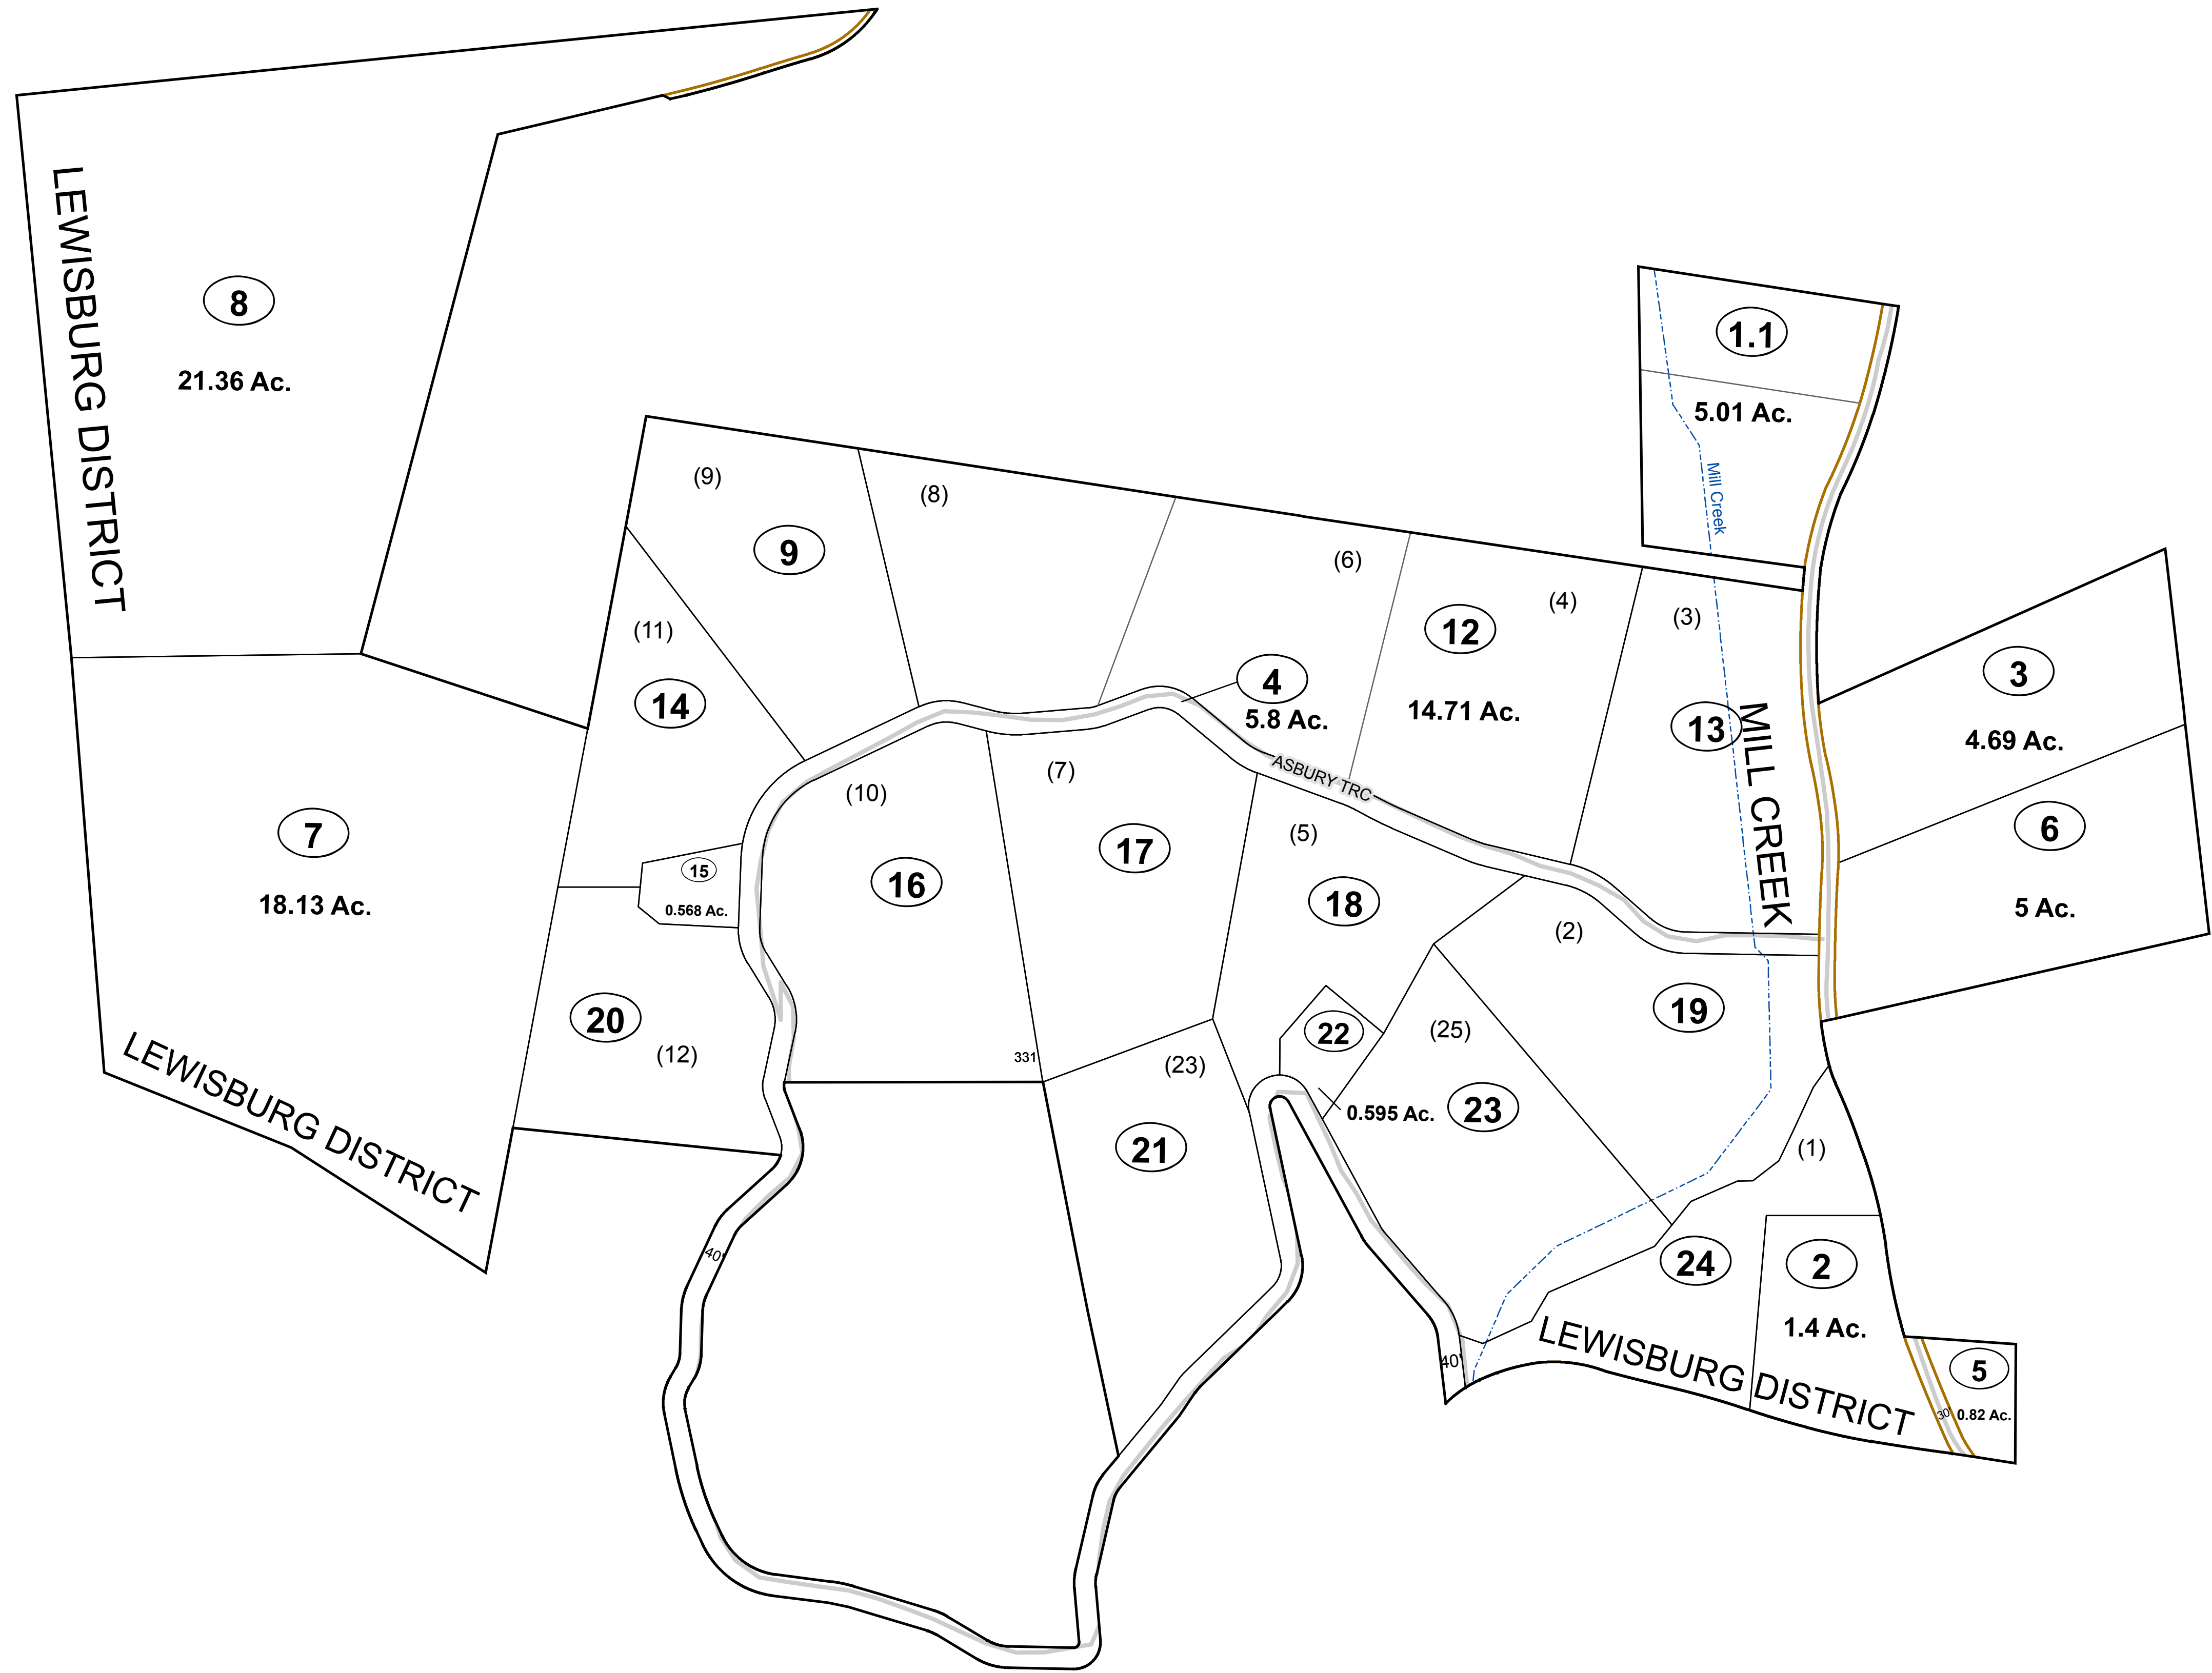 LEWISBURG DISTRICT
8
21.36 Ac.
1.1
5.01 Ac.
Mill Creek
(9)
9
(8)
(6)
(4)
12
14.71 Ac.
(3)
13
MILL CREEK
3
4.69 Ac.
6
5 Ac.
(11)
14
4
5.8 Ac.
ASBURY TRC
7
18.13 Ac.
15
0.568 Ac.
(10)
16
(7)
17
(5)
18
(2)
19
20
(12)
331
(23)
21
22
0.595 Ac.
(25)
23
(1)
24
2
1.4 Ac.
LEWISBURG DISTRICT
40'
40'
LEWISBURG DISTRICT
5
30'
0.82 Ac.